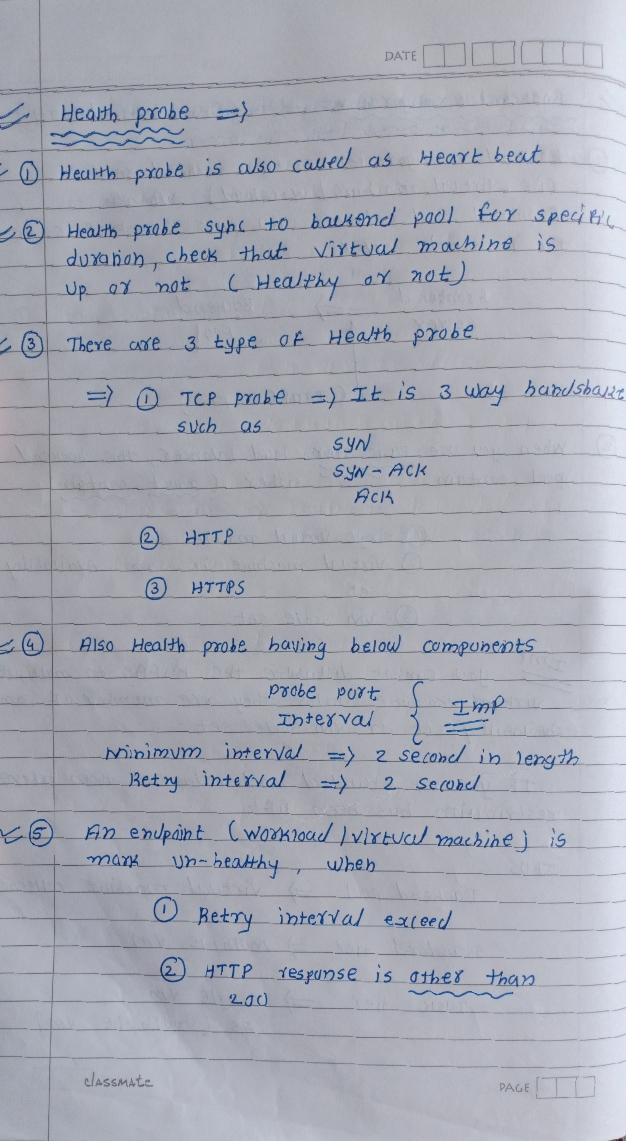 DATE
Health probe =>
① Health probe is also called as Heart beat
② Health probe sync to backend pool for specific
duration, check that virtual machine is
up or not (Healthy or not)
③ There are 3 type of Health probe
=> ① TCP probe => It is 3 way handshake
such as
SYN
SYN-ACK
ACK
② HTTP
③ HTTPS
④ Also Health probe having below components
probe port
Interval { Imp
Minimum interval => 2 second in length
Retry interval => 2 second
⑤ An endpoint (workload/virtual machine) is
mark un-healthy, when
① Retry interval exceed
② HTTP response is other than
200
classmate
PAGE